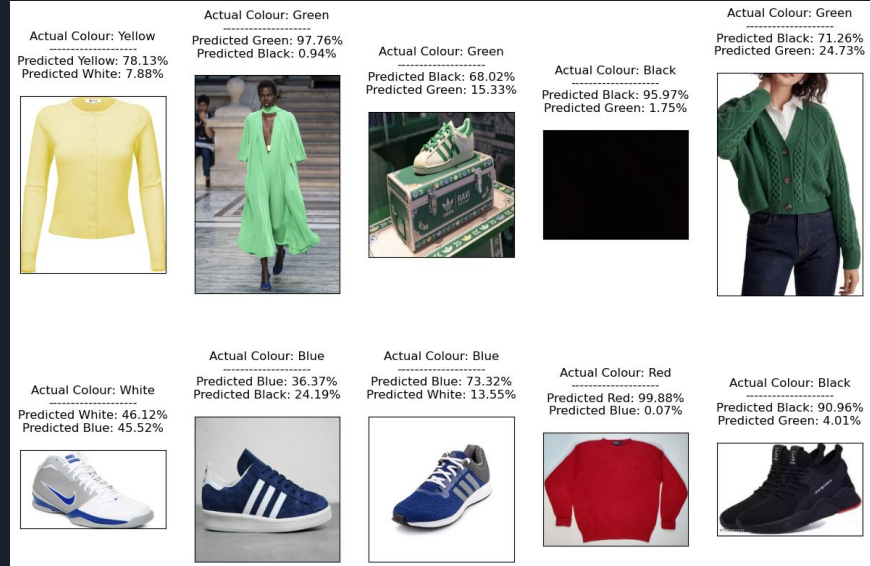 Actual Colour: Yellow
--------------------
Predicted Yellow: 78.13%
Predicted White: 7.88%
Actual Colour: Green
--------------------
Predicted Green: 97.76%
Predicted Black: 0.94%
Actual Colour: Green
--------------------
Predicted Black: 68.02%
Predicted Green: 15.33%
Actual Colour: Black
--------------------
Predicted Black: 95.97%
Predicted Green: 1.75%
Actual Colour: Green
--------------------
Predicted Black: 71.26%
Predicted Green: 24.73%
Actual Colour: White
--------------------
Predicted White: 46.12%
Predicted Blue: 45.52%
Actual Colour: Blue
--------------------
Predicted Blue: 36.37%
Predicted Black: 24.19%
Actual Colour: Blue
--------------------
Predicted Blue: 73.32%
Predicted White: 13.55%
Actual Colour: Red
--------------------
Predicted Red: 99.88%
Predicted Blue: 0.07%
Actual Colour: Black
--------------------
Predicted Black: 90.96%
Predicted Green: 4.01%